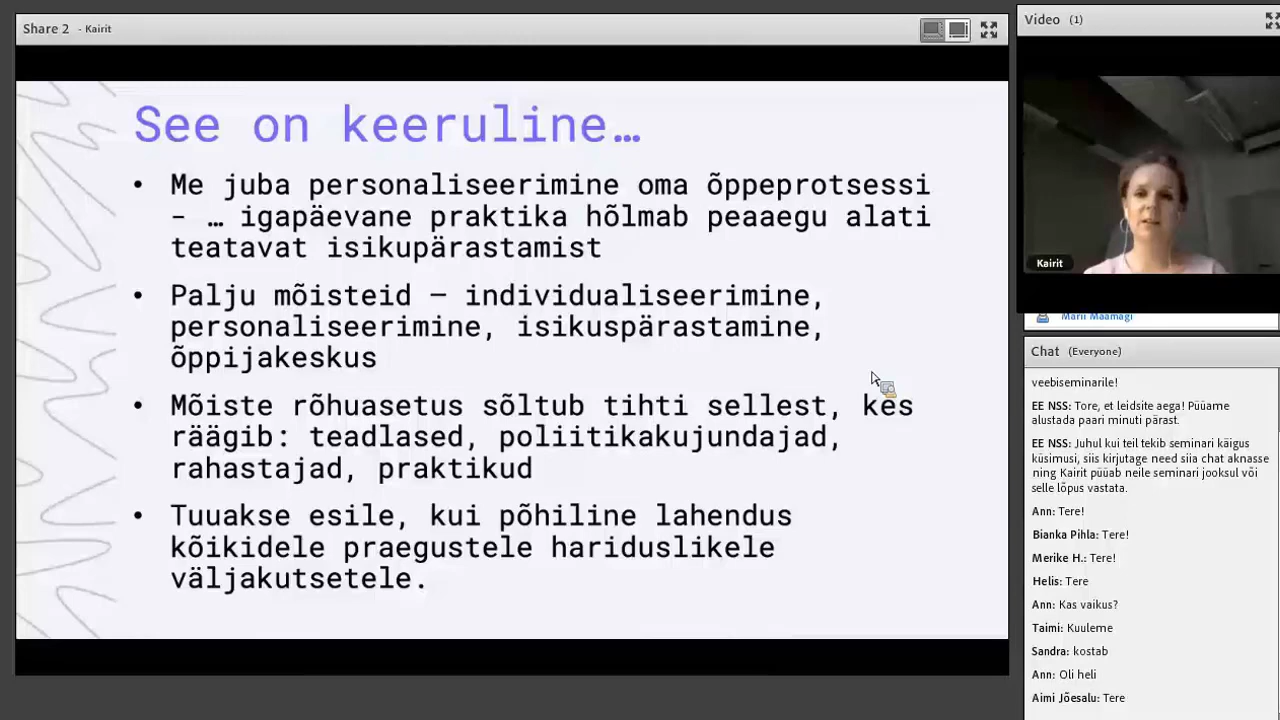 Share 2 - Kairit
See on keeruline…
• Me juba personaliseerimine oma õppeprotsessi
- … igapäevane praktika hõlmab peaaegu alati
teatavat isikupärastamist
• Palju mõisteid – individualiseerimine,
personaliseerimine, isikuspärastamine,
õppijakeskus
• Mõiste rõhuasetus sõltub tihti sellest, kes
räägib: teadlased, poliitikakujundajad,
rahastajad, praktikud
• Tuuakse esile, kui põhiline lahendus
kõikidele praegustele hariduslikele
väljakutsetele.
Video (1)
Kairit
Marii Maamägi
Chat (Everyone)
veebiseminarile!
EE NSS: Tore, et leidsite aega! Püüame
alustada paari minuti pärast.
EE NSS: Juhul kui teil tekib seminari käigus
küsimusi, siis kirjutage need siia chat aknasse
ning Kairit püüab neile seminari jooksul või
selle lõpus vastata.
Ann: Tere!
Bianka Pihla: Tere!
Merike H.: Tere!
Helis: Tere
Ann: Kas vaikus?
Taimi: Kuuleme
Sandra: kostab
Ann: Oli heli
Aimi Jõesalu: Tere